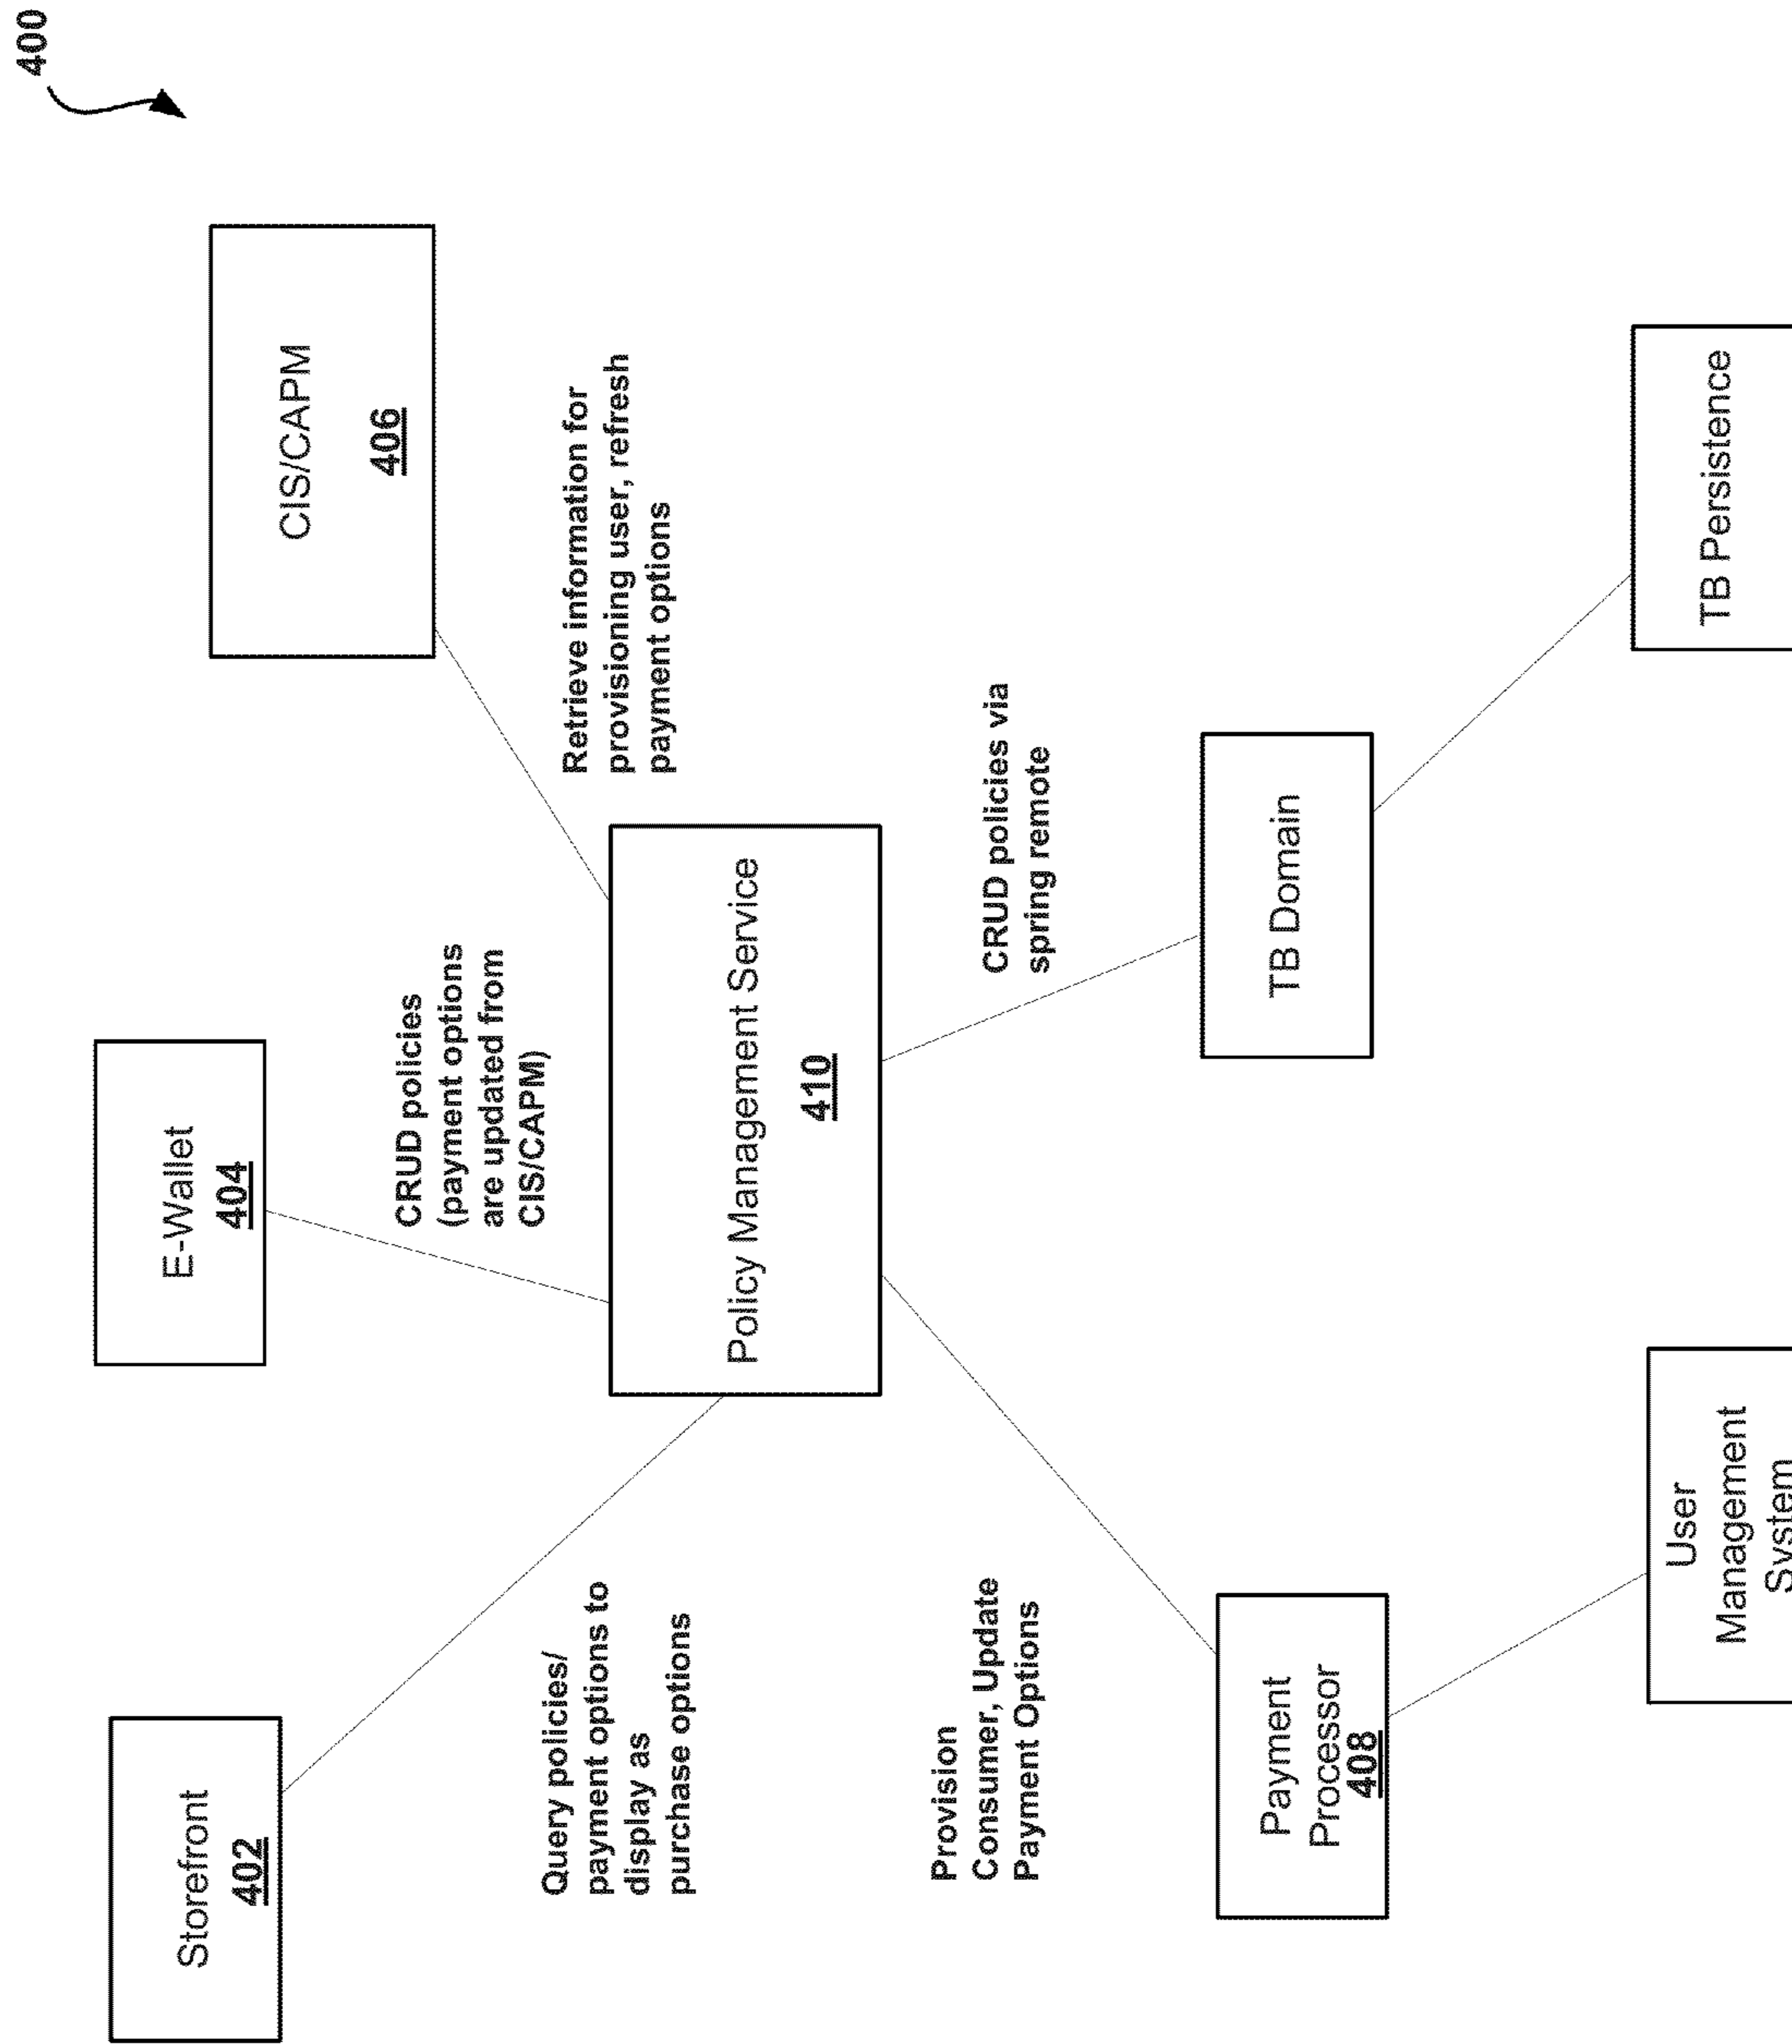 400
Storefront
402
E-Wallet
404
CIS/CAPM
406
Query policies/
payment options to
display as
purchase options
CRUD policies
(payment options
are updated from
CIS/CAPM)
Retrieve information for
provisioning user, refresh
payment options
Policy Management Service
410
Provision
Consumer, Update
Payment Options
CRUD policies via
spring remote
Payment
Processor
408
TB Domain
User
Management
System
TB Persistence